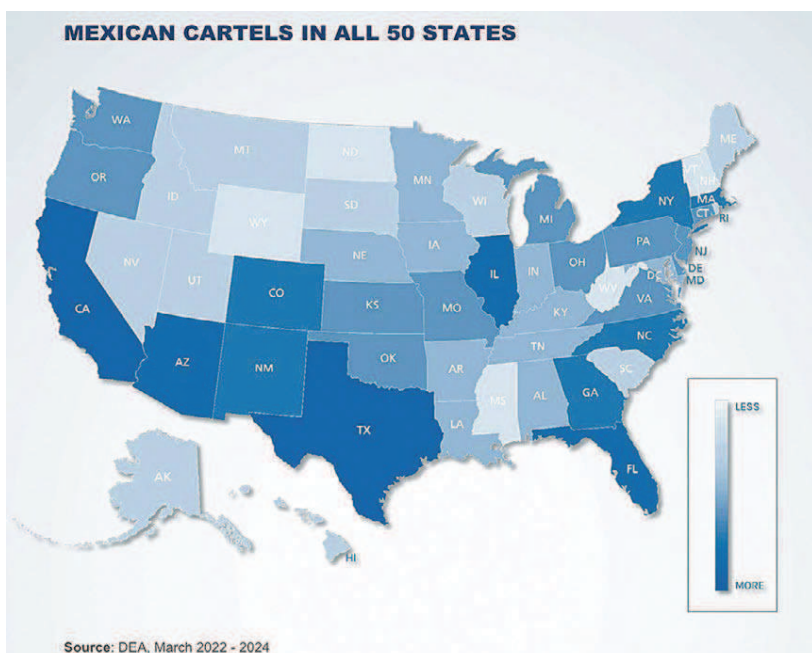 MEXICAN CARTELS IN ALL 50 STATES
WA
MT
ND
MN
ME
OR
ID
SD
WI
VT
NH
WY
MI
NY
MA
CT
RI
NV
UT
NE
IA
IL
IN
OH
PA
NJ
DE
MD
DC
CA
CO
KS
MO
KY
WV
VA
AZ
NM
OK
AR
TN
NC
SC
TX
LA
MS
AL
GA
FL
AK
HI
LESS
MORE
Source: DEA, March 2022 - 2024